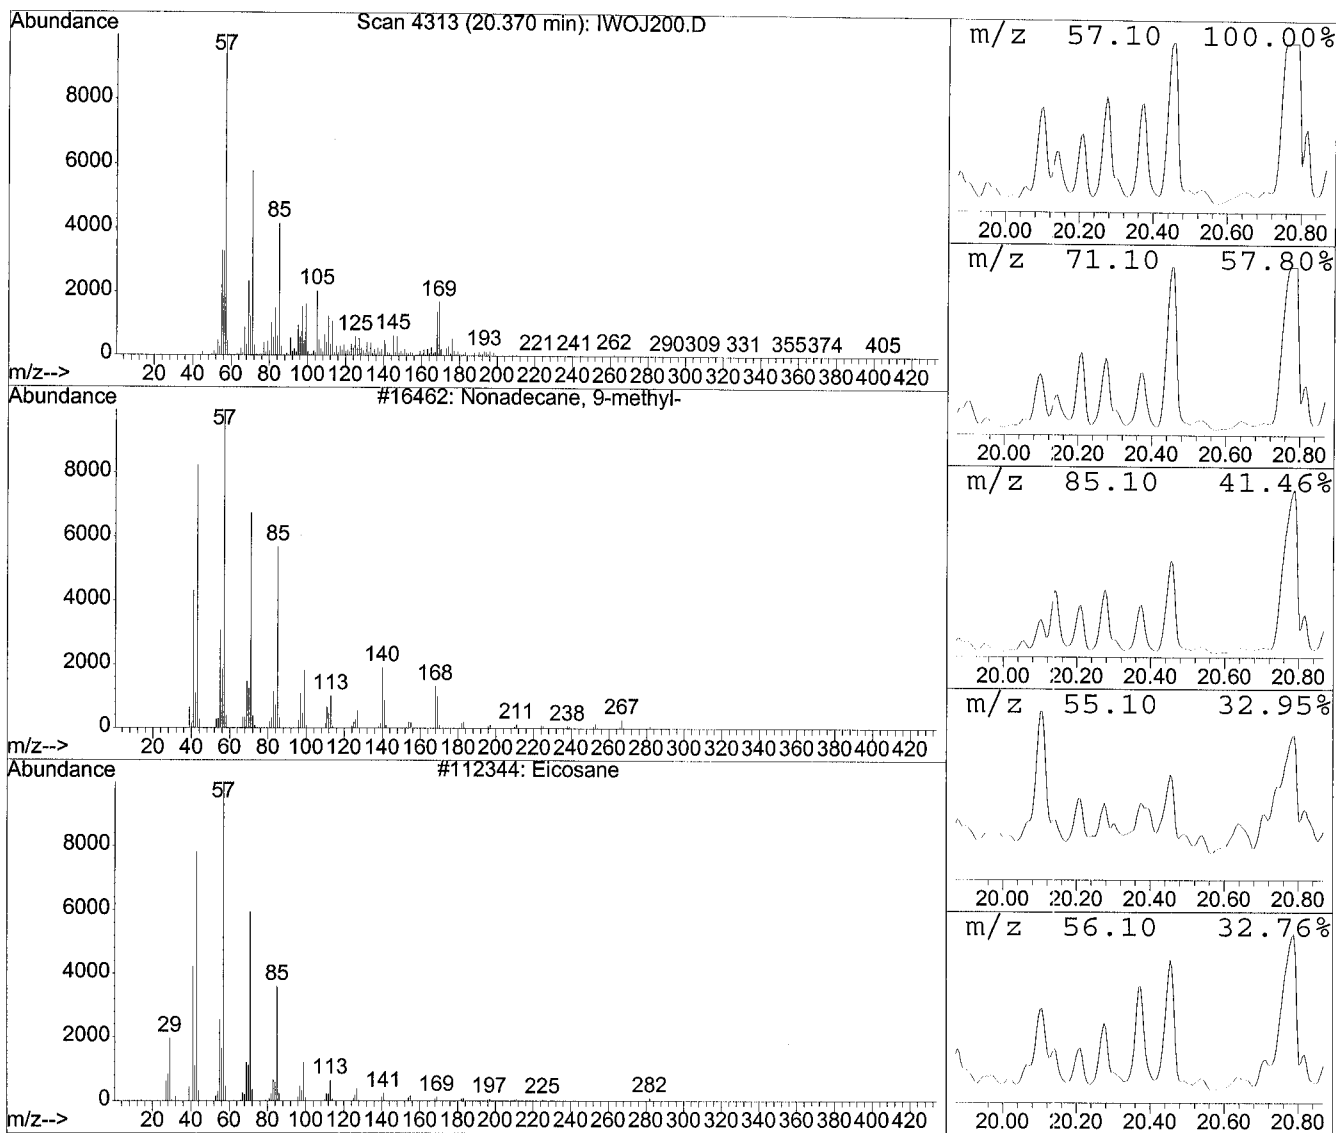 Abundance
Scan 4313 (20.370 min): IWOJ200.D
57
8000
6000
4000
85
2000
105
125 145
169
193
221 241 262 290 309 331 355 374 405
0
m/z--> 20 40 60 80 100 120 140 160 180 200 220 240 260 280 300 320 340 360 380 400 420
Abundance
#16462: Nonadecane, 9-methyl-
57
8000
6000
85
4000
2000
113
140
168
211 238 267
0
m/z--> 20 40 60 80 100 120 140 160 180 200 220 240 260 280 300 320 340 360 380 400 420
Abundance
#112344: Eicosane
57
8000
6000
4000
85
2000
29
113
141 169 197 225 282
0
m/z--> 20 40 60 80 100 120 140 160 180 200 220 240 260 280 300 320 340 360 380 400 420
m/z 57.10 100.00%
20.00 20.20 20.40 20.60 20.80
m/z 71.10 57.80%
20.00 20.20 20.40 20.60 20.80
m/z 85.10 41.46%
20.00 20.20 20.40 20.60 20.80
m/z 55.10 32.95%
20.00 20.20 20.40 20.60 20.80
m/z 56.10 32.76%
20.00 20.20 20.40 20.60 20.80